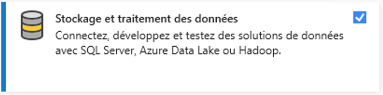 Stockage et traitement des données
Connectez, développez et testez des solutions de données
avec SQL Server, Azure Data Lake ou Hadoop.